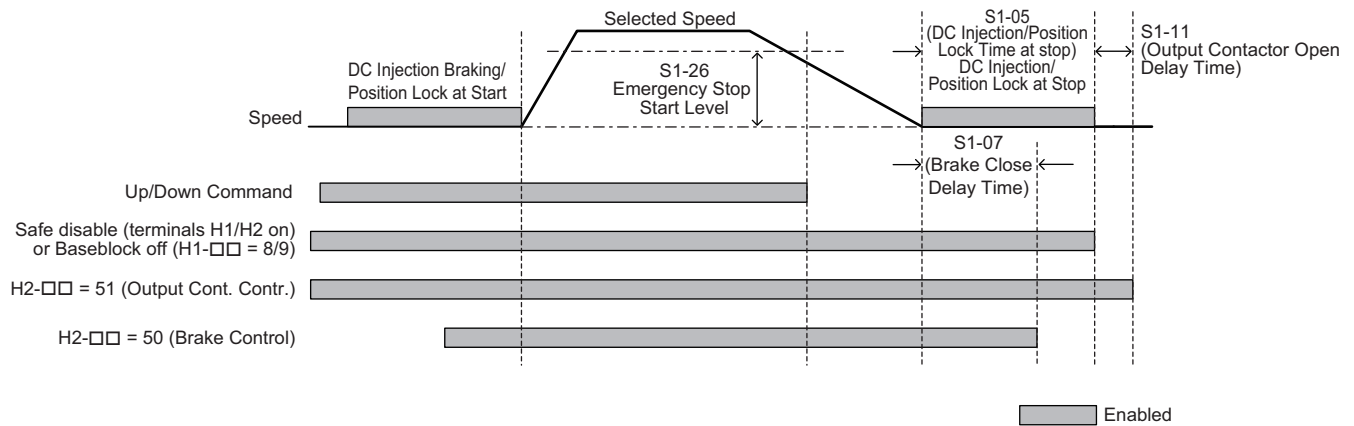 Selected Speed
S1-05
(DC Injection/Position
Lock Time at stop)
DC Injection/
Position Lock at Stop
S1-11
(Output Contactor Open
Delay Time)
DC Injection Braking/
Position Lock at Start
S1-26
Emergency Stop
Start Level
Speed
S1-07
(Brake Close
Delay Time)
Up/Down Command
Safe disable (terminals H1/H2 on)
or Baseblock off (H1-□□ = 8/9)
H2-□□ = 51 (Output Cont. Contr.)
H2-□□ = 50 (Brake Control)
Enabled